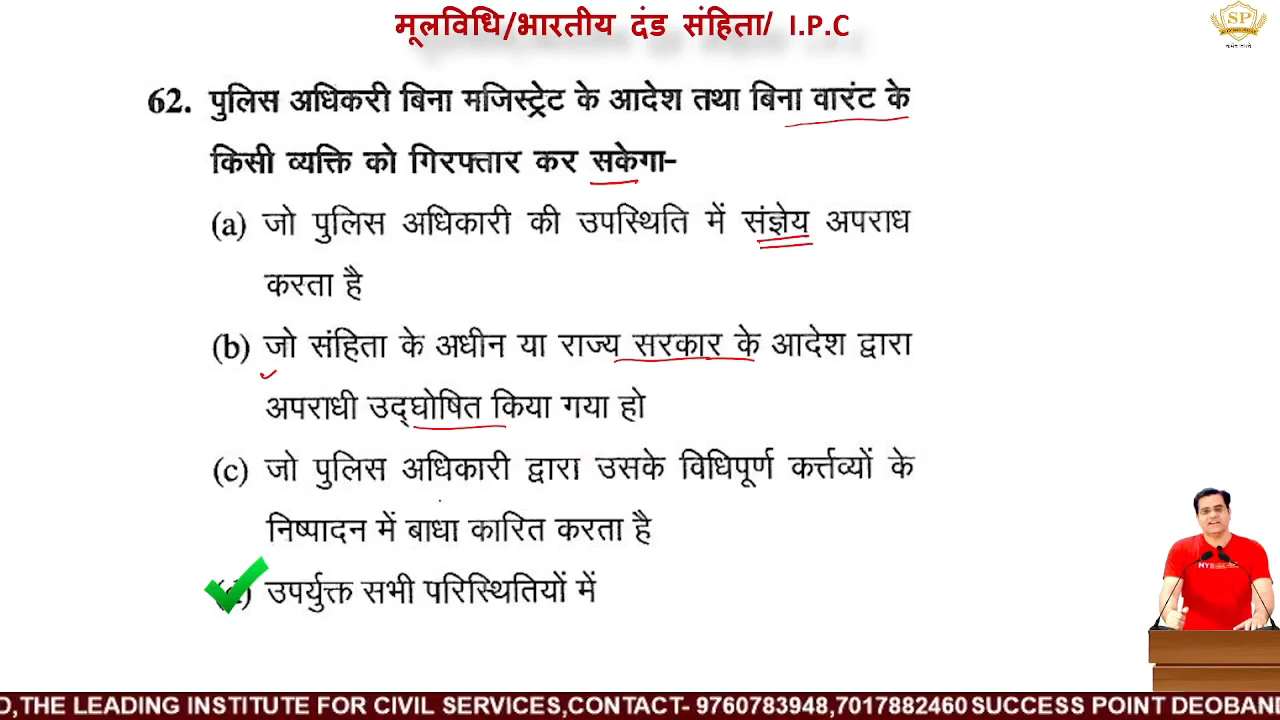 मूलविधि/भारतीय दंड संहिता/ I.P.C
SP
62. पुलिस अधिकरी बिना मजिस्ट्रेट के आदेश तथा बिना वारंट के
किसी व्यक्ति को गिरफ्तार कर सकेगा-
(a) जो पुलिस अधिकारी की उपस्थिति में संज्ञेय अपराध
करता है
(b) जो संहिता के अधीन या राज्य सरकार के आदेश द्वारा
अपराधी उद्घोषित किया गया हो
(c) जो पुलिस अधिकारी द्वारा उसके विधिपूर्ण कर्त्तव्यों के
निष्पादन में बाधा कारित करता है
उपर्युक्त सभी परिस्थितियों में
D,THE LEADING INSTITUTE FOR CIVIL SERVICES,CONTACT- 9760783948,7017882460 SUCCESS POINT DEOBAN